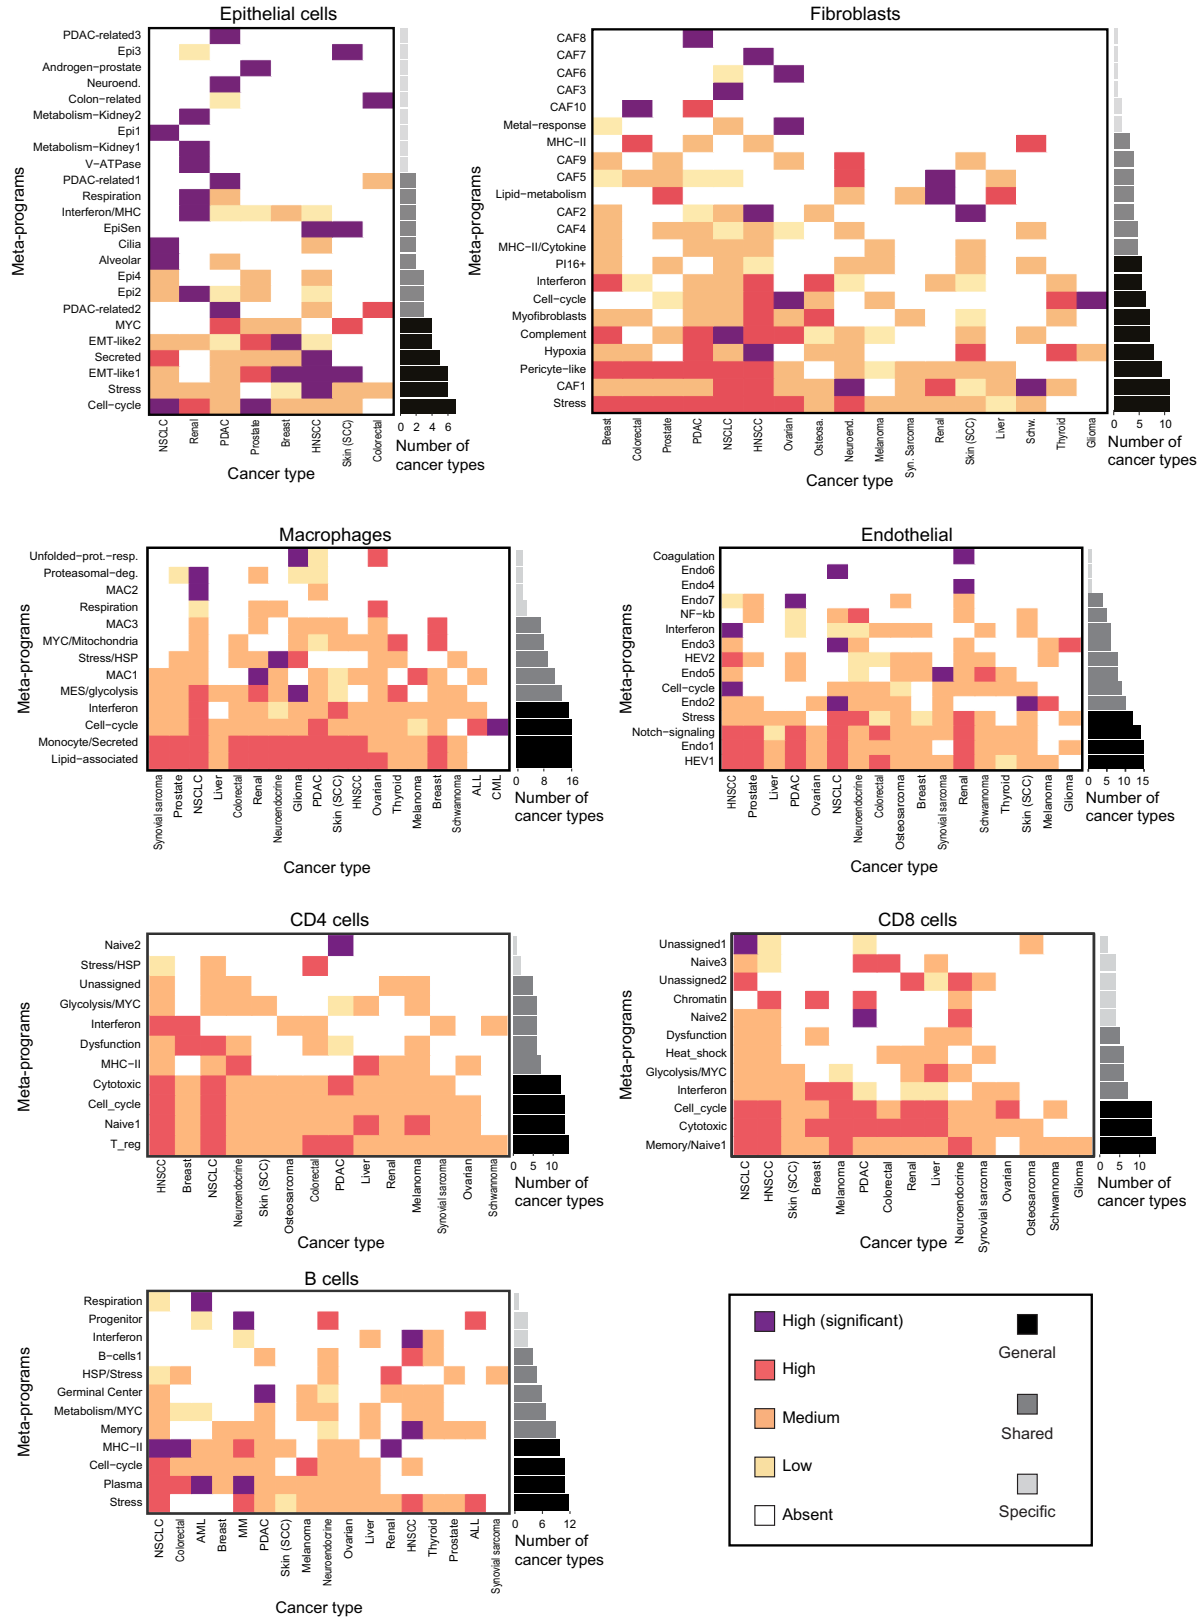 Epithelial cells
Meta-programs
PDAC-related3
Epi3
Androgen-prostate
Neuroend.
Colon-related
Metabolism-Kidney2
Epi1
Metabolism-Kidney1
V-ATPase
PDAC-related1
Respiration
Interferon/MHC
EpiSen
Cilia
Alveolar
Epi4
Epi2
PDAC-related2
MYC
EMT-like2
Secreted
EMT-like1
Stress
Cell-cycle
NSCLC
Renal
PDAC
Prostate
Breast
HNSCC
Skin (SCC)
Colorectal
Cancer type
0 5
Number of
cancer types
Fibroblasts
Meta-programs
CAF8
CAF7
CAF6
CAF3
CAF10
Metal-response
MHC-II
CAF9
CAF5
Lipid-metabolism
CAF2
CAF4
MHC-II/Cytokine
PI16+
Interferon
Cell-cycle
Myofibroblasts
Complement
Hypoxia
Pericyte-like
CAF1
Stress
Breast
Colorectal
Prostate
PDAC
NSCLC
HNSCC
Ovarian
Osteosa.
Neuroend.
Melanoma
Syn. Sarcoma
Renal
Skin (SCC)
Liver
Schw.
Thyroid
Glioma
Cancer type
0 5 10
Number of
cancer types
Macrophages
Meta-programs
Unfolded-prot.-resp.
Proteasomal-deg.
MAC2
Respiration
MAC3
MYC/Mitochondria
Stress/HSP
MAC1
MES/glycolysis
Interferon
Cell-cycle
Monocyte/Secreted
Lipid-associated
Synovial sarcoma
Prostate
NSCLC
Liver
Colorectal
Renal
Neuroendocrine
Glioma
PDAC
Skin (SCC)
HNSCC
Ovarian
Thyroid
Melanoma
Breast
Schwannoma
ALL
CML
Cancer type
0 8 16
Number of
cancer types
Endothelial
Meta-programs
Coagulation
Endo6
Endo4
Endo7
NF-kb
Interferon
Endo3
HEV2
Endo5
Cell-cycle
Endo2
Stress
Notch-signaling
Endo1
HEV1
HNSCC
Prostate
Liver
PDAC
Ovarian
NSCLC
Neuroendocrine
Colorectal
Osteosarcoma
Breast
Synovial sarcoma
Renal
Schwannoma
Thyroid
Skin (SCC)
Melanoma
Glioma
Cancer type
0 5 10 15
Number of
cancer types
CD4 cells
Meta-programs
Naive2
Stress/HSP
Unassigned
Glycolysis/MYC
Interferon
Dysfunction
MHC-II
Cytotoxic
Cell_cycle
Naive1
T_reg
HNSCC
Breast
NSCLC
Neuroendocrine
Skin (SCC)
Osteosarcoma
Colorectal
PDAC
Liver
Renal
Melanoma
Synovial sarcoma
Ovarian
Schwannoma
Cancer type
0 5 10
Number of
cancer types
CD8 cells
Meta-programs
Unassigned1
Naive3
Unassigned2
Chromatin
Naive2
Dysfunction
Heat_shock
Glycolysis/MYC
Interferon
Cell_cycle
Cytotoxic
Memory/Naive1
NSCLC
HNSCC
Skin (SCC)
Breast
Melanoma
PDAC
Colorectal
Renal
Liver
Neuroendocrine
Synovial sarcoma
Ovarian
Osteosarcoma
Schwannoma
Glioma
Cancer type
0 5 10
Number of
cancer types
B cells
Meta-programs
Respiration
Progenitor
Interferon
B-cells1
HSP/Stress
Germinal Center
Metabolism/MYC
Memory
MHC-II
Cell-cycle
Plasma
Stress
NSCLC
Colorectal
AML
Breast
MM
PDAC
Skin (SCC)
Melanoma
Neuroendocrine
Ovarian
Liver
Renal
HNSCC
Thyroid
Prostate
ALL
Synovial sarcoma
Cancer type
0 6 12
Number of
cancer types
High (significant)
High
Medium
Low
Absent
General
Shared
Specific